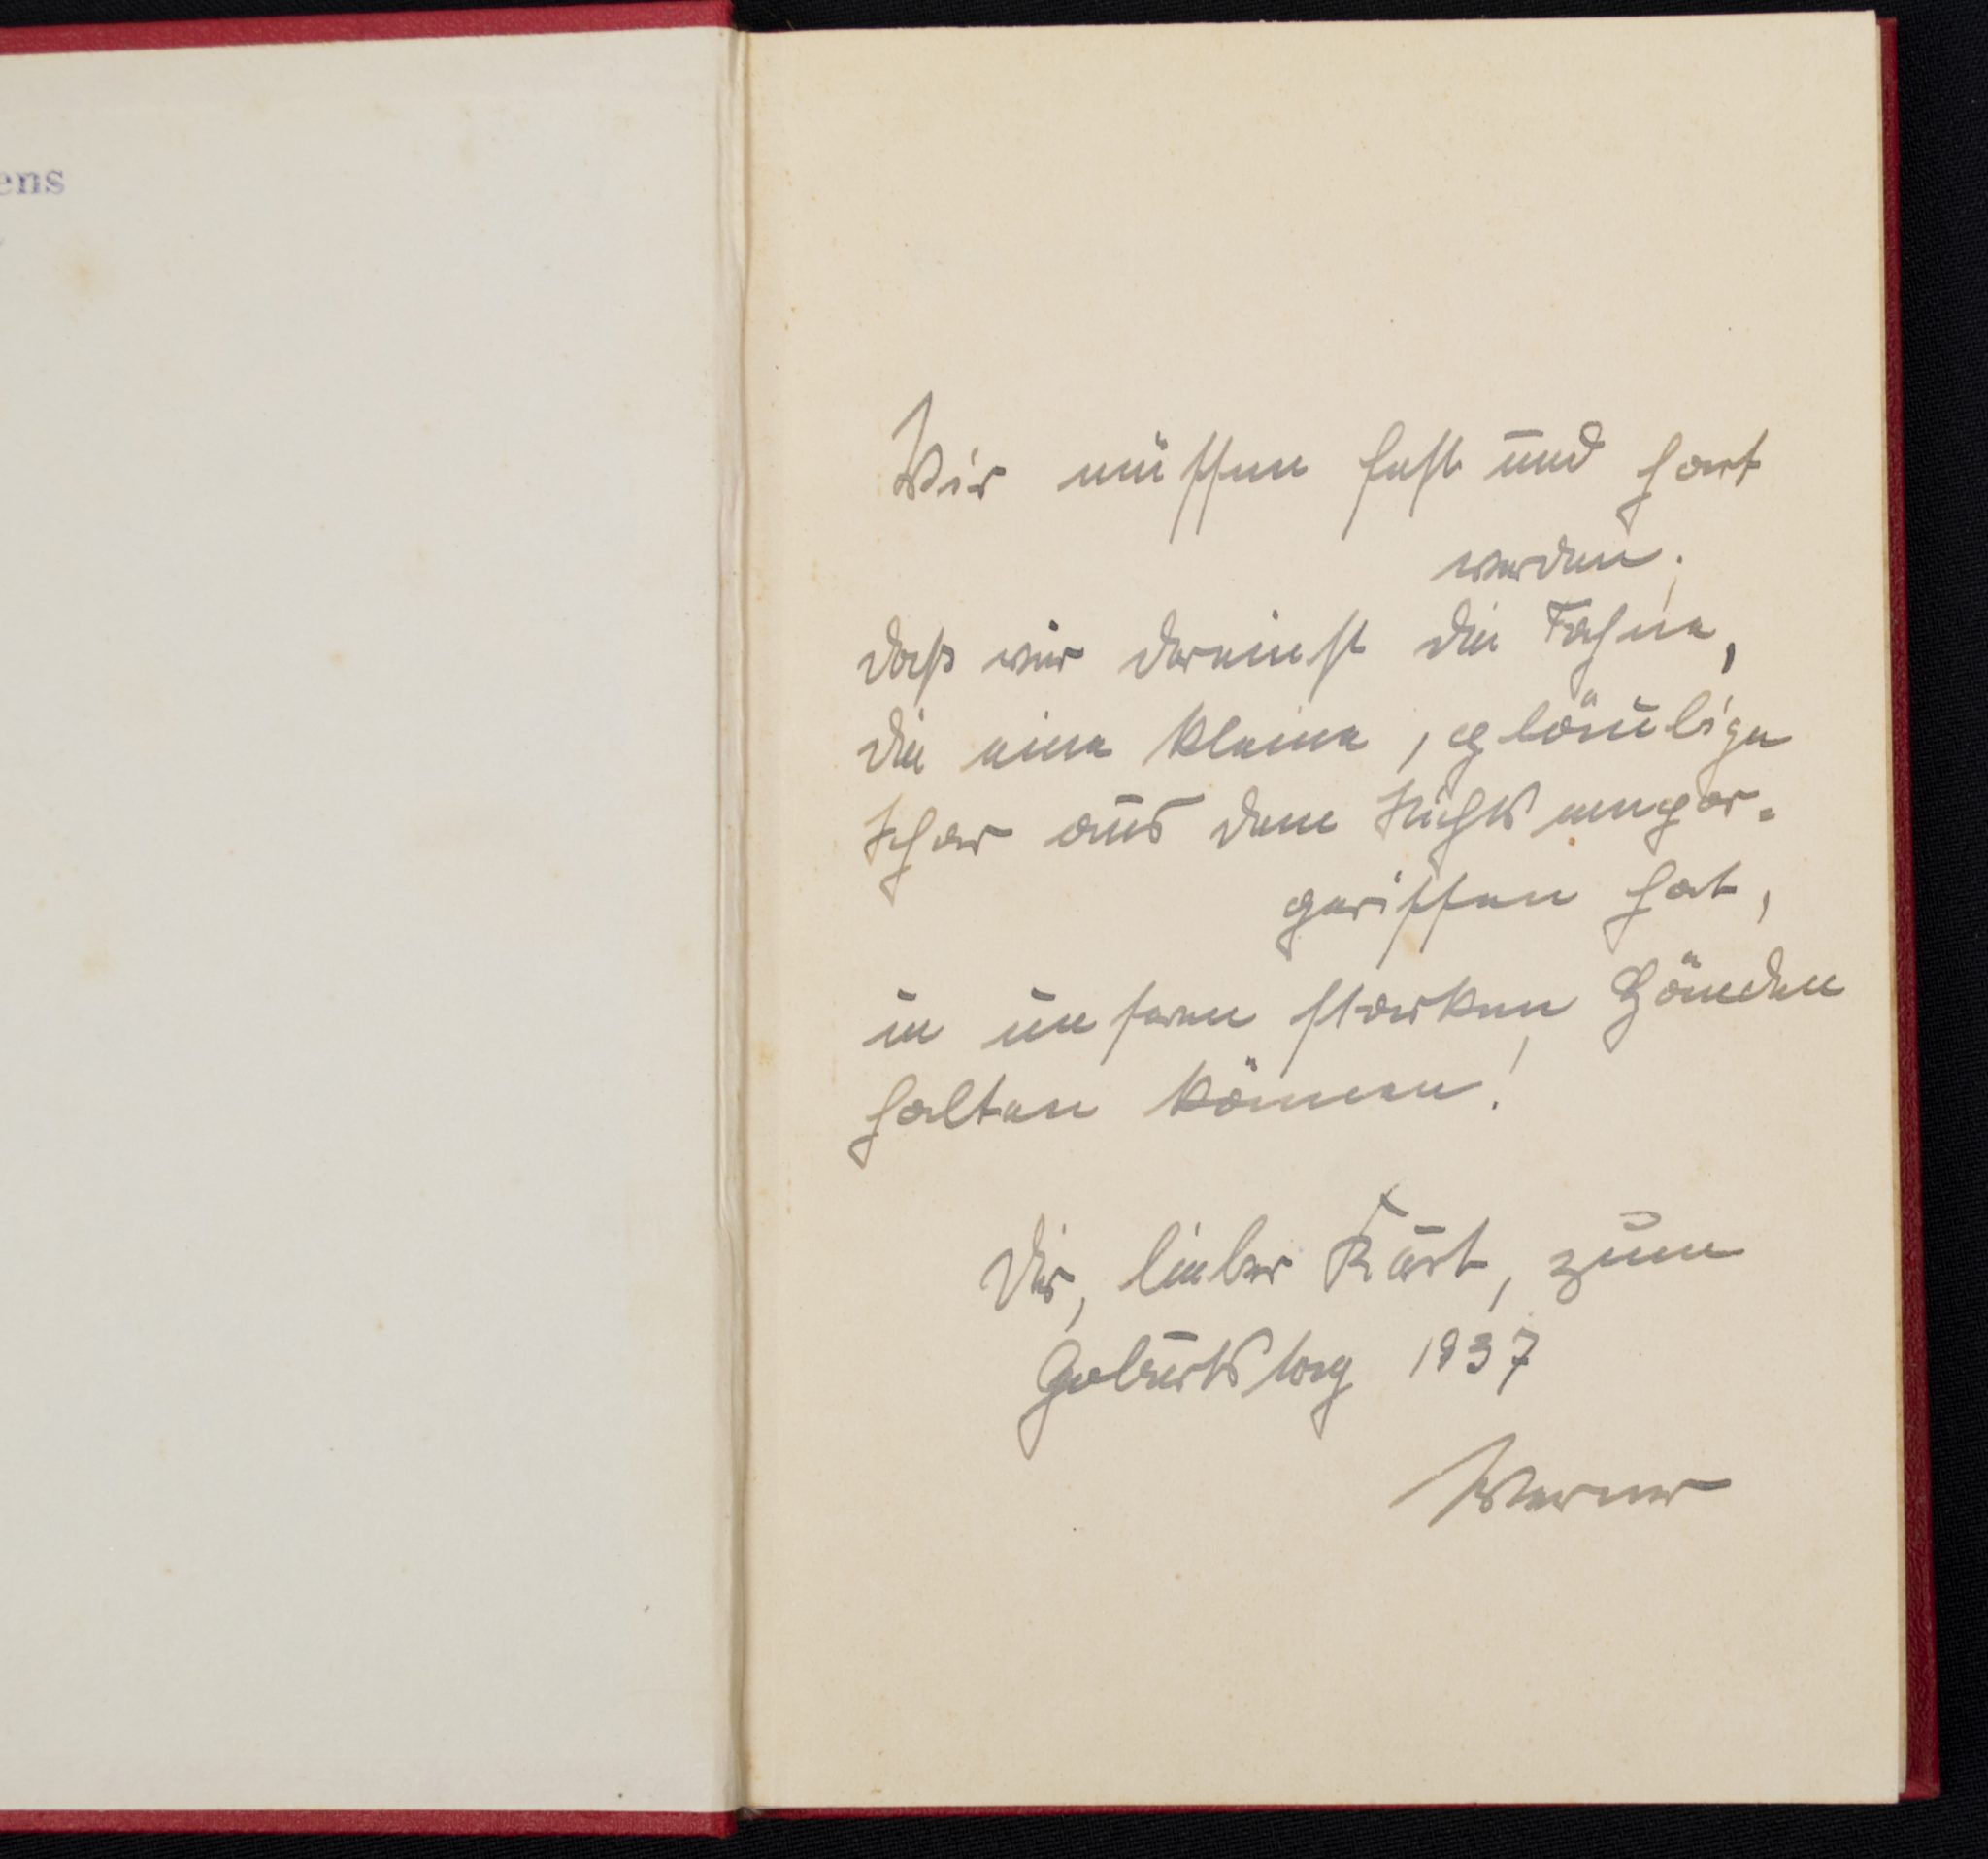 ens
Wir müssen fest und hart
werden,
daß wir dereinst die Fahne,
die eine kleine, gläubige
Schar aus dem Nichts empor-
gerissen hat,
in unseren starken Händen
halten können!
Dir, lieber Kurt, zum
Geburtstag 1937
Werner